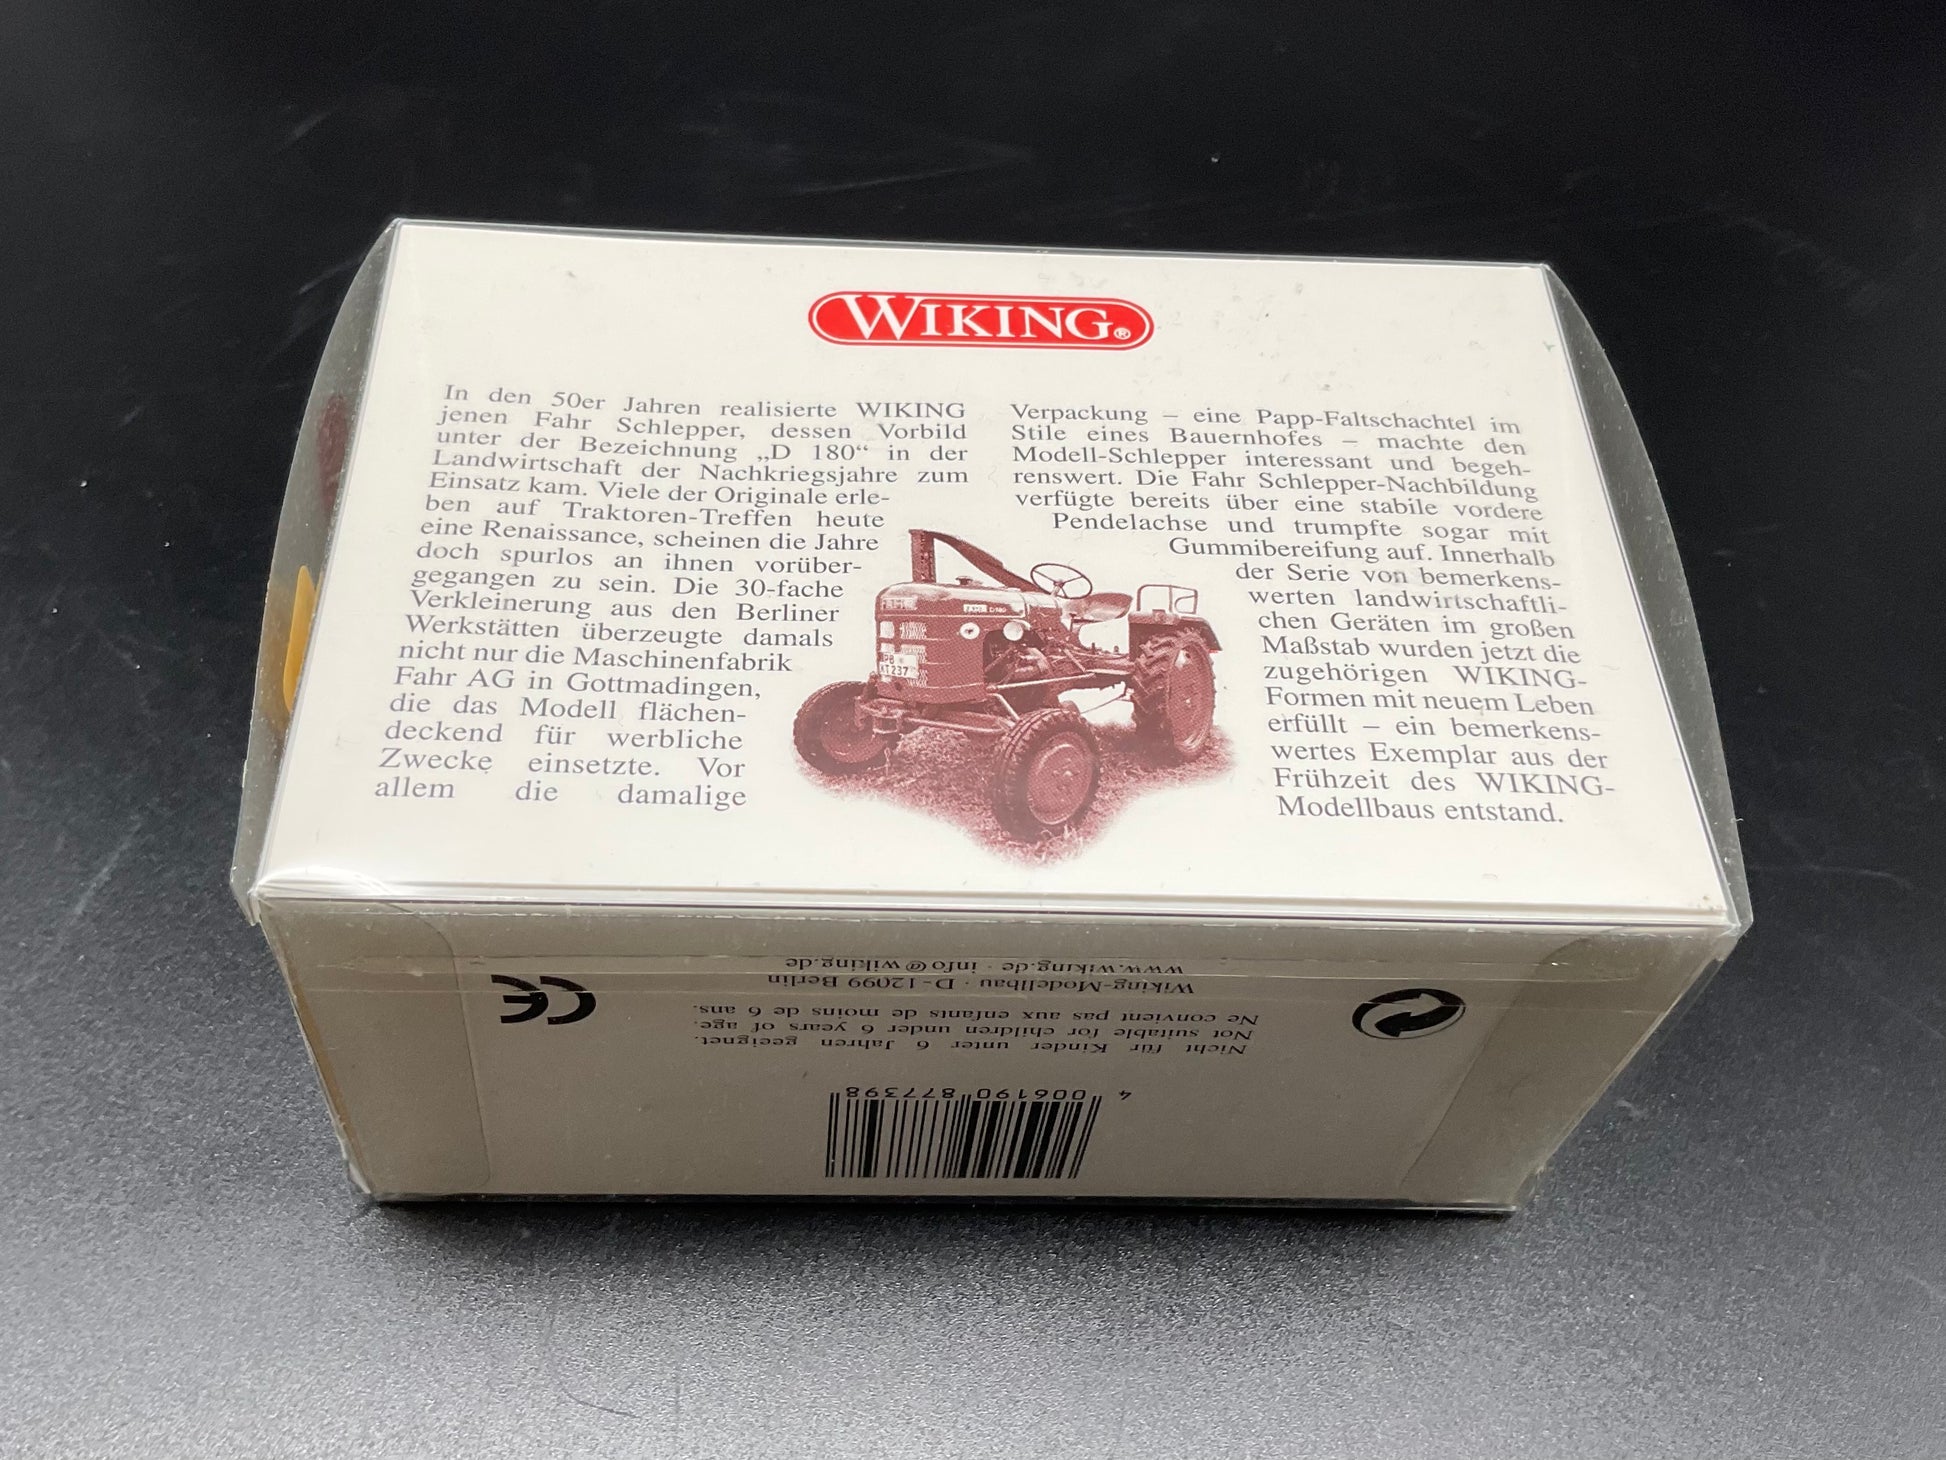 WIKING®
In den 50er Jahren realisierte WIKING
jenen Fahr Schlepper, dessen Vorbild
unter der Bezeichnung „D 180“ in der
Landwirtschaft der Nachkriegsjahre zum
Einsatz kam. Viele der Originale erle-
ben auf Traktoren-Treffen heute
eine Renaissance, scheinen die Jahre
doch spurlos an ihnen vorüber-
gegangen zu sein. Die 30-fache
Verkleinerung aus den Berliner
Werkstätten überzeugte damals
nicht nur die Maschinenfabrik
Fahr AG in Gottmadingen,
die das Modell flächen-
deckend für werbliche
Zwecke einsetzte. Vor
allem die damalige
Verpackung – eine Papp-Faltschachtel im
Stile eines Bauernhofes – machte den
Modell-Schlepper interessant und begeh-
renswert. Die Fahr Schlepper-Nachbildung
verfügte bereits über eine stabile vordere
Pendelachse und trumpfte sogar mit
Gummibereifung auf. Innerhalb
der Serie von bemerkens-
werten landwirtschaftli-
chen Geräten im großen
Maßstab wurden jetzt die
zugehörigen WIKING-
Formen mit neuem Leben
erfüllt – ein bemerkens-
wertes Exemplar aus der
Frühzeit des WIKING-
Modellbaus entstand.
FAHR D180
PB
AT237
4 006190 877398
Nicht für Kinder unter 6 Jahren geeignet.
Not suitable for children under 6 years of age.
Ne convient pas aux enfants de moins de 6 ans.
Wiking-Modellbau · D-12099 Berlin
www.wiking.de · info@wiking.de
CE